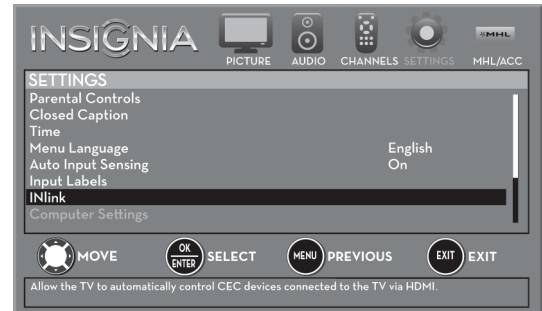 INSIGNIA
PICTURE AUDIO CHANNELS SETTINGS MHL/ACC
MHL
SETTINGS
Parental Controls
Closed Caption
Time
Menu Language English
Auto Input Sensing On
Input Labels
INlink
Computer Settings
MOVE OK ENTER SELECT MENU PREVIOUS EXIT EXIT
Allow the TV to automatically control CEC devices connected to the TV via HDMI.